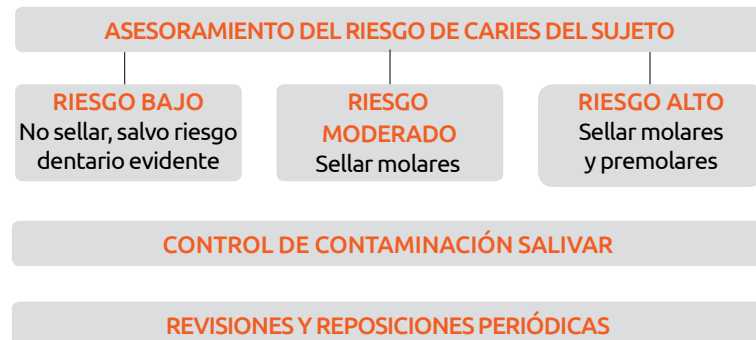 ASESORAMIENTO DEL RIESGO DE CARIES DEL SUJETO
RIESGO BAJO
No sellar, salvo riesgo
dentario evidente
RIESGO
MODERADO
Sellar molares
RIESGO ALTO
Sellar molares
y premolares
CONTROL DE CONTAMINACIÓN SALIVAR
REVISIONES Y REPOSICIONES PERIÓDICAS